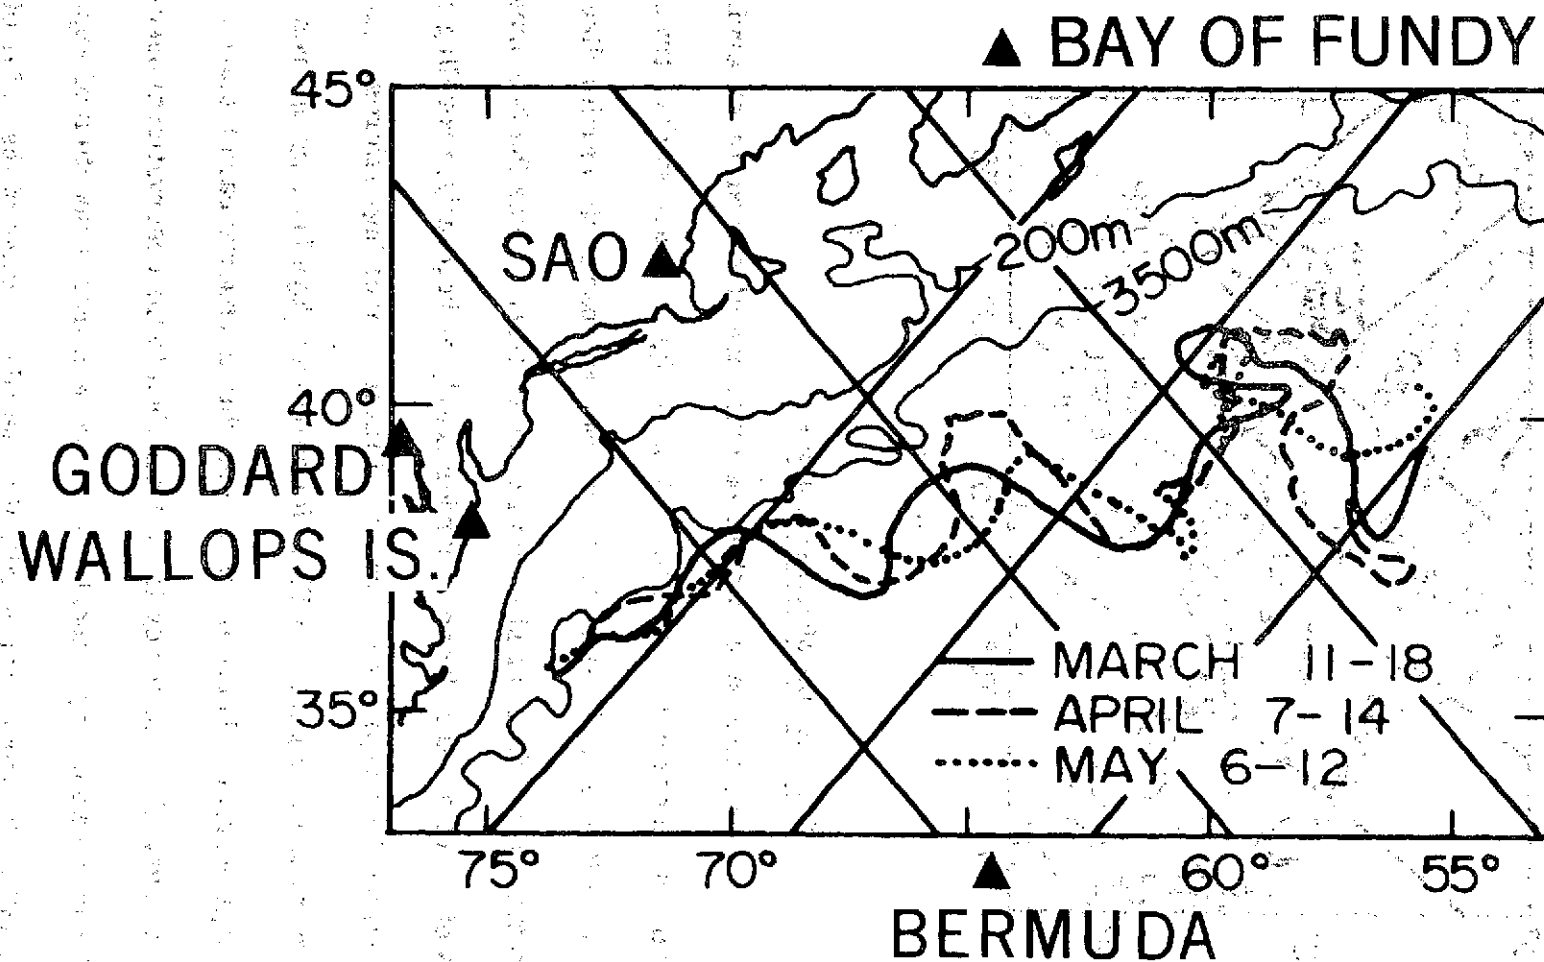 ▲ BAY OF FUNDY
45°
200m
SAO ▲
3500m
40°
GODDARD
WALLOPS IS.
MARCH 11-18
35°
APRIL 7-14
MAY 6-12
75° 70° 60° 55°
BERMUDA